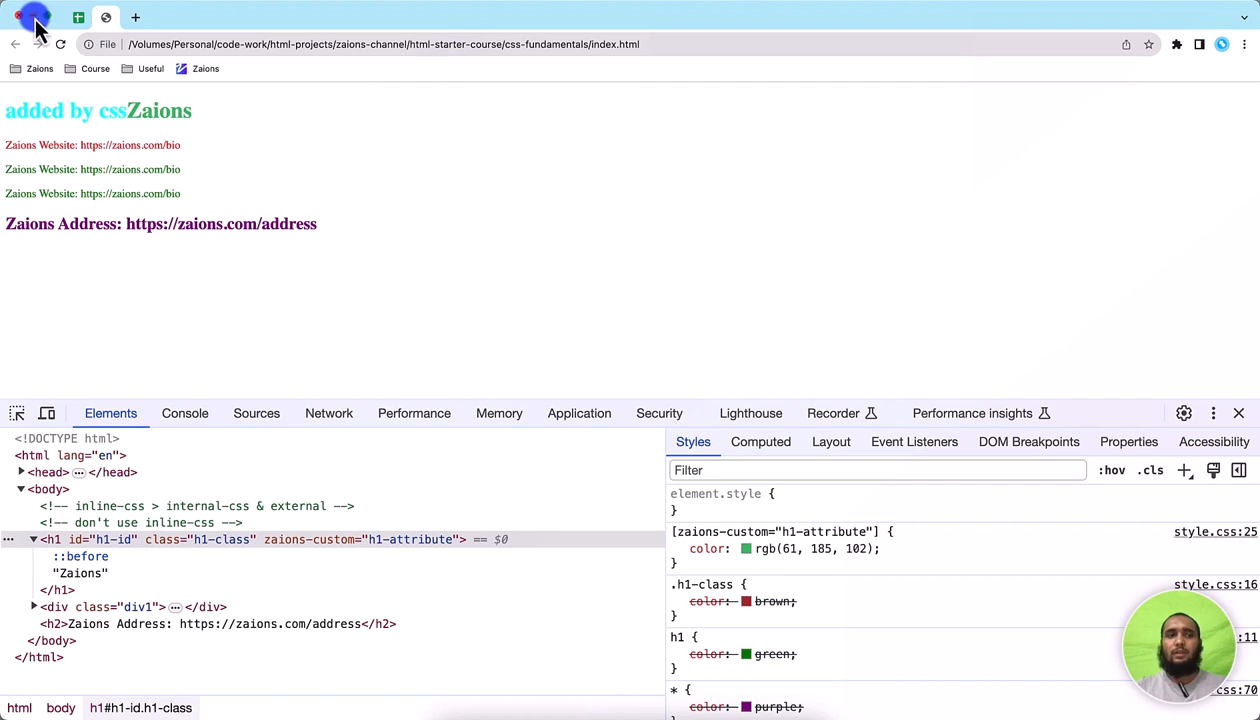 File
/Volumes/Personal/code-work/html-projects/zaions-channel/html-starter-course/css-fundamentals/index.html
Zaions Course Useful Zaions
added by cssZaions
Zaions Website: https://zaions.com/bio
Zaions Website: https://zaions.com/bio
Zaions Website: https://zaions.com/bio
Zaions Address: https://zaions.com/address
Elements Console Sources Network Performance Memory Application Security Lighthouse Recorder Performance insights
<!DOCTYPE html>
<html lang="en">
<head> ••• </head>
<body>
<!-- inline-css > internal-css & external -->
<!-- don't use inline-css -->
<h1 id="h1-id" class="h1-class" zaions-custom="h1-attribute"> == $0
::before
"Zaions"
</h1>
<div class="div1"> ••• </div>
<h2>Zaions Address: https://zaions.com/address</h2>
</body>
</html>
html body h1#h1-id.h1-class
Styles Computed Layout Event Listeners DOM Breakpoints Properties Accessibility
Filter :hov .cls
element.style {
}
[zaions-custom="h1-attribute"] { style.css:25
color: rgb(61, 185, 102);
}
.h1-class { style.css:16
color: brown;
}
h1 { :11
color: green;
}
* { css:70
color: purple;